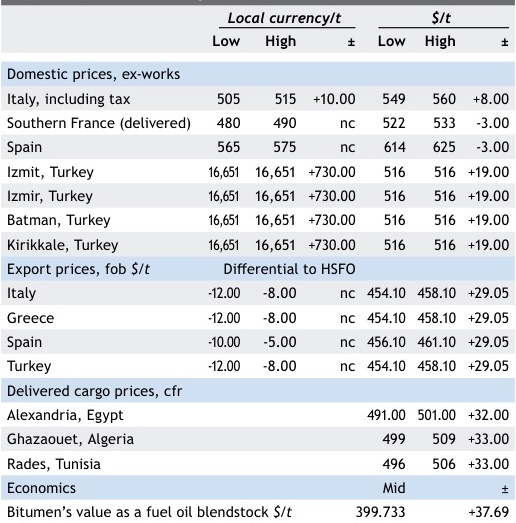 Local currency/t $/t
Low High ± Low High ±
Domestic prices, ex-works
Italy, including tax 505 515 +10.00 549 560 +8.00
Southern France (delivered) 480 490 nc 522 533 -3.00
Spain 565 575 nc 614 625 -3.00
Izmit, Turkey 16,651 16,651 +730.00 516 516 +19.00
Izmir, Turkey 16,651 16,651 +730.00 516 516 +19.00
Batman, Turkey 16,651 16,651 +730.00 516 516 +19.00
Kirikkale, Turkey 16,651 16,651 +730.00 516 516 +19.00
Export prices, fob $/t Differential to HSFO
Italy -12.00 -8.00 nc 454.10 458.10 +29.05
Greece -12.00 -8.00 nc 454.10 458.10 +29.05
Spain -10.00 -5.00 nc 456.10 461.10 +29.05
Turkey -12.00 -8.00 nc 454.10 458.10 +29.05
Delivered cargo prices, cfr
Alexandria, Egypt 491.00 501.00 +32.00
Ghazaouet, Algeria 499 509 +33.00
Rades, Tunisia 496 506 +33.00
Economics Mid ±
Bitumen's value as a fuel oil blendstock $/t 399.733 +37.69